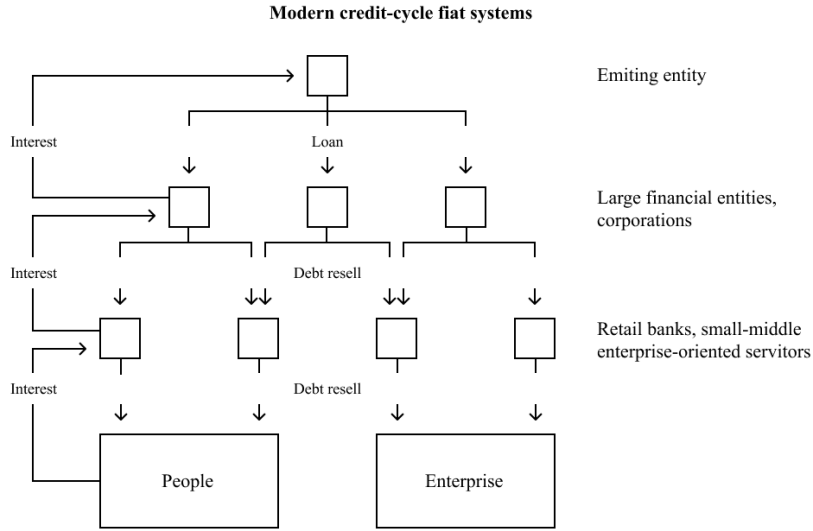 Modern credit-cycle fiat systems
Emiting entity
Interest
Loan
Large financial entities,
corporations
Interest
Debt resell
Retail banks, small-middle
enterprise-oriented servitors
Interest
Debt resell
People
Enterprise